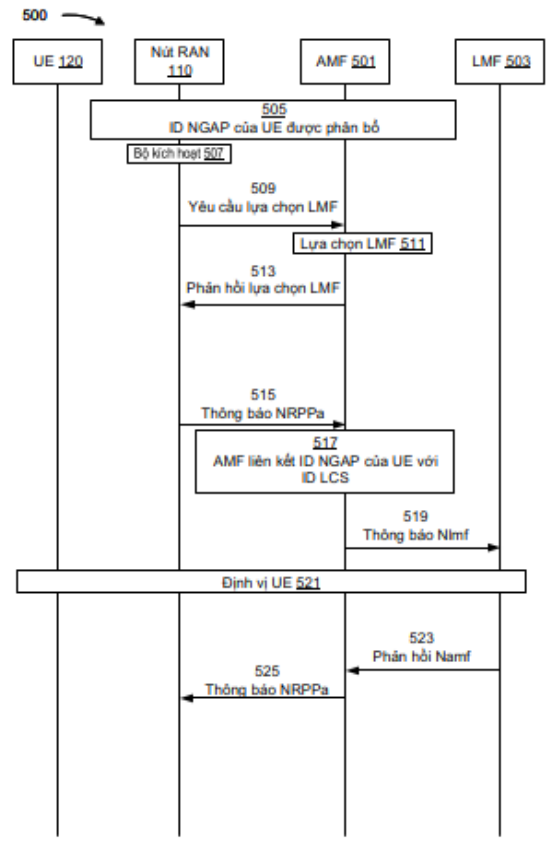 500
UE 120
Nút RAN
110
AMF 501
LMF 503
505
ID NGAP của UE được phân bổ
Bộ kích hoạt 507
509
Yêu cầu lựa chọn LMF
Lựa chọn LMF 511
513
Phản hồi lựa chọn LMF
515
Thông báo NRPPa
517
AMF liên kết ID NGAP của UE với
ID LCS
519
Thông báo Nlmf
Định vị UE 521
523
Phản hồi Namf
525
Thông báo NRPPa